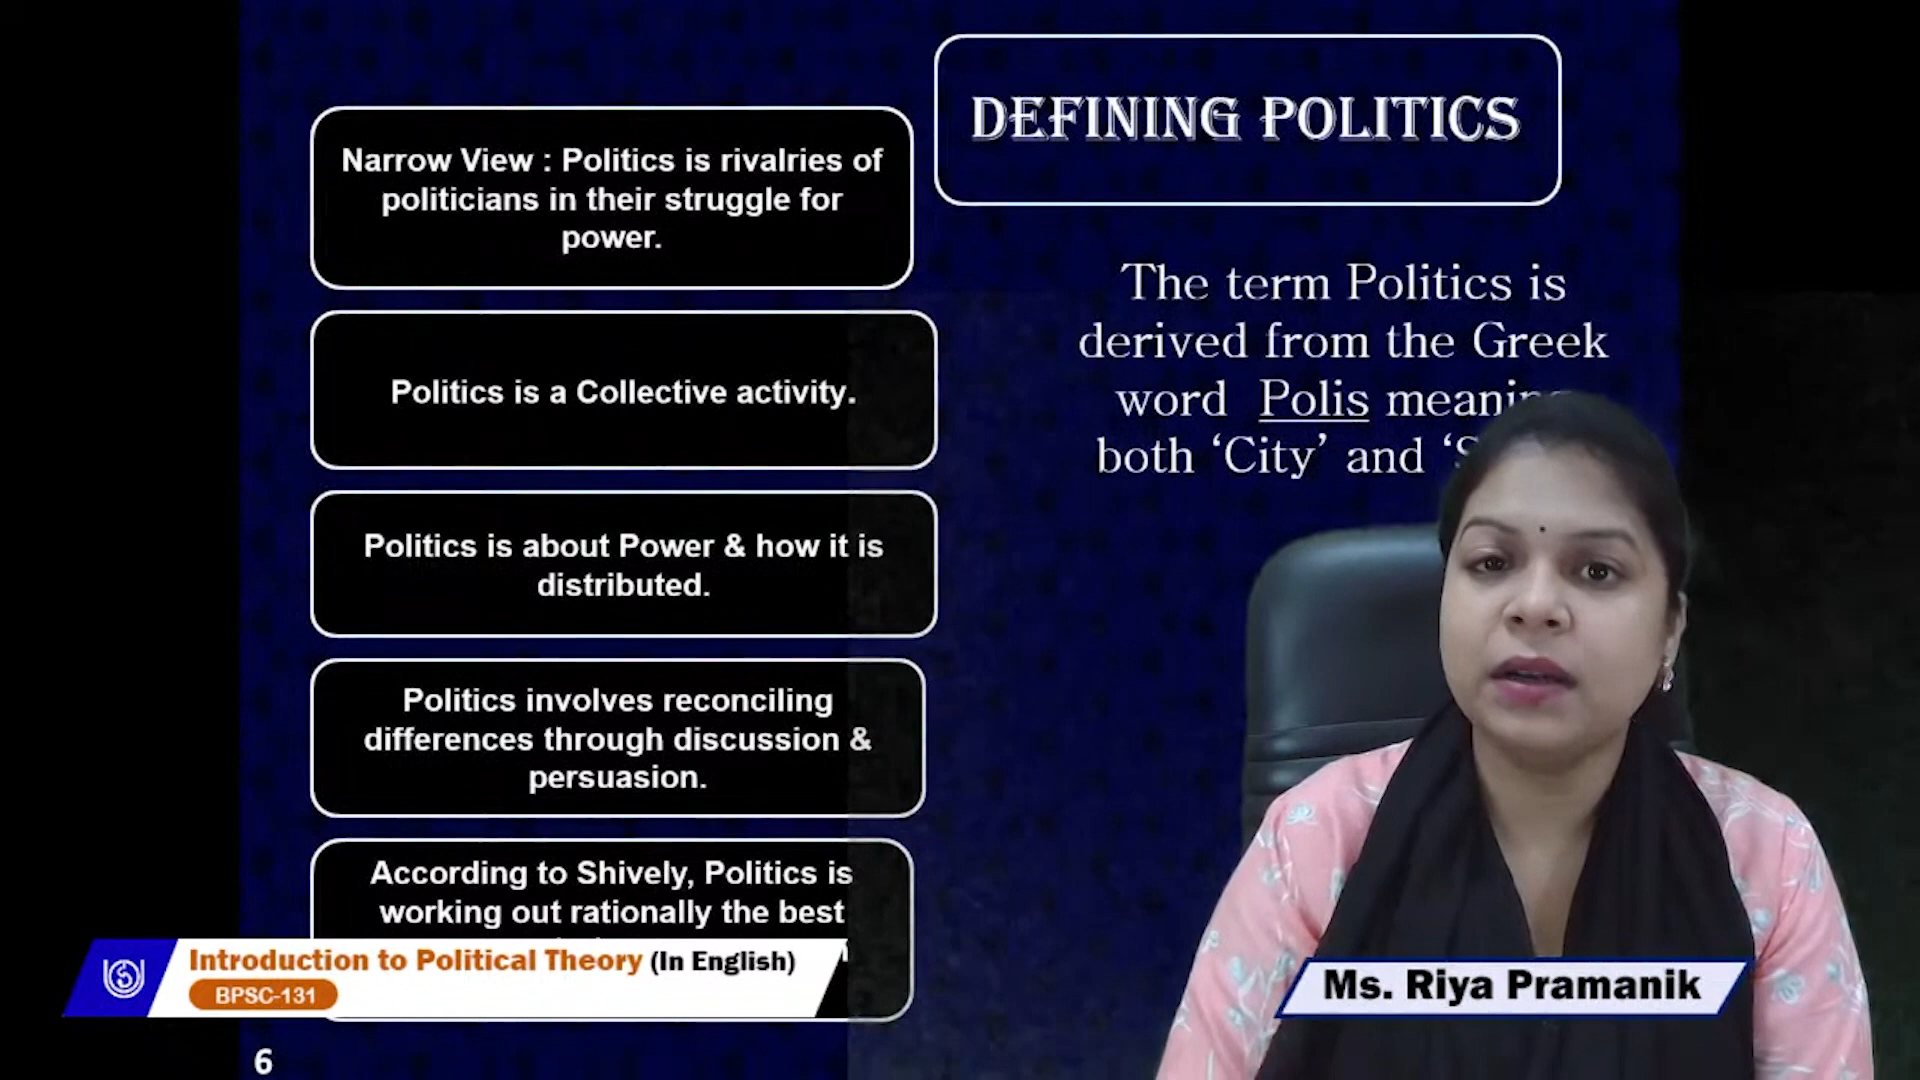 DEFINING POLITICS
Narrow View : Politics is rivalries of
politicians in their struggle for
power.
Politics is a Collective activity.
Politics is about Power & how it is
distributed.
Politics involves reconciling
differences through discussion &
persuasion.
According to Shively, Politics is
working out rationally the best
The term Politics is
derived from the Greek
word Polis
both ‘City’ and
Introduction to Political Theory (In English)
BPSC-131
Ms. Riya Pramanik
6